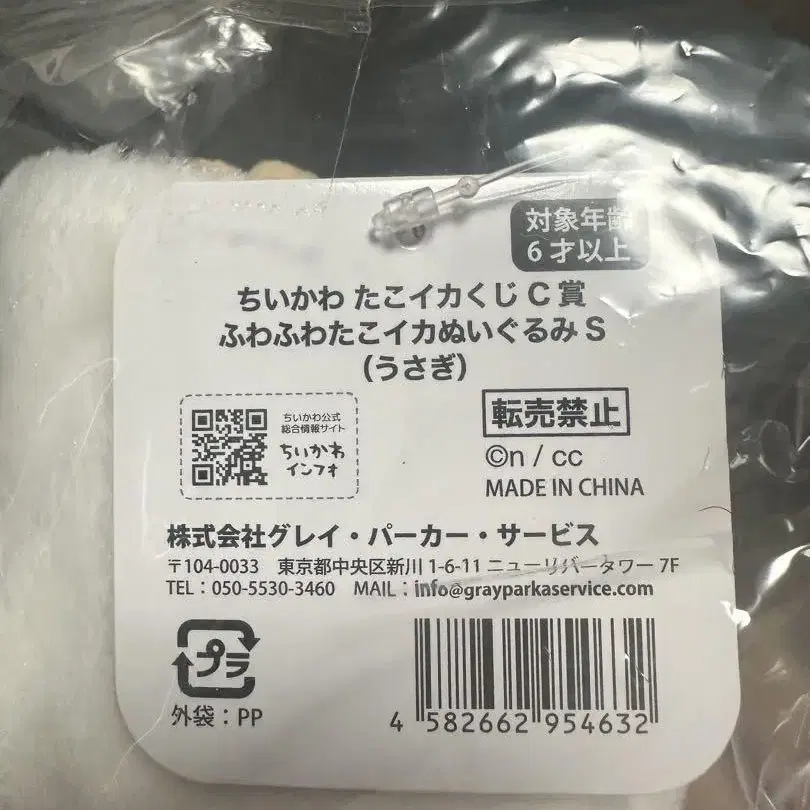 対象年齢
6才以上
ちいかわ たこイカくじ C 賞
ふわふわたこイカぬいぐるみ S
(うさぎ)
ちいかわ公式
総合情報サイト
ちいかわ
インフォ
転売禁止
©n / cc
MADE IN CHINA
株式会社グレイ・パーカー・サービス
〒104-0033 東京都中央区新川 1-6-11 ニューリバータワー 7F
TEL：050-5530-3460 MAIL：info@grayparkaservice.com
プラ
外袋：PP
4 582662 954632